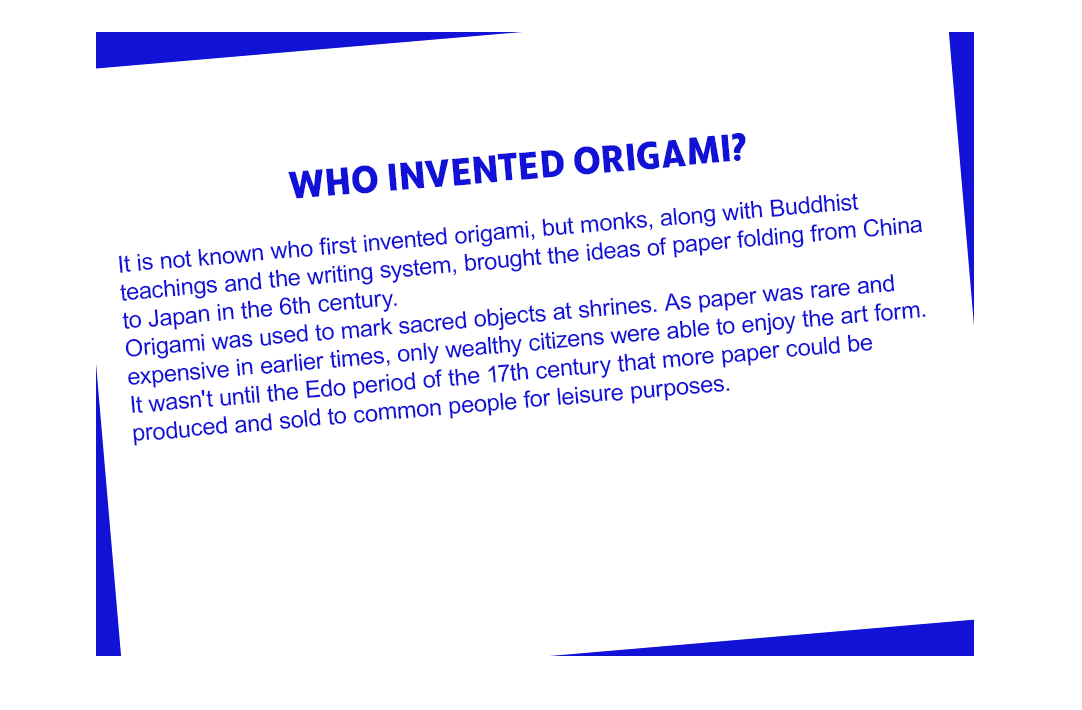 WHO INVENTED ORIGAMI?
It is not known who first invented origami, but monks, along with Buddhist
teachings and the writing system, brought the ideas of paper folding from China
to Japan in the 6th century.
Origami was used to mark sacred objects at shrines. As paper was rare and
expensive in earlier times, only wealthy citizens were able to enjoy the art form.
It wasn't until the Edo period of the 17th century that more paper could be
produced and sold to common people for leisure purposes.